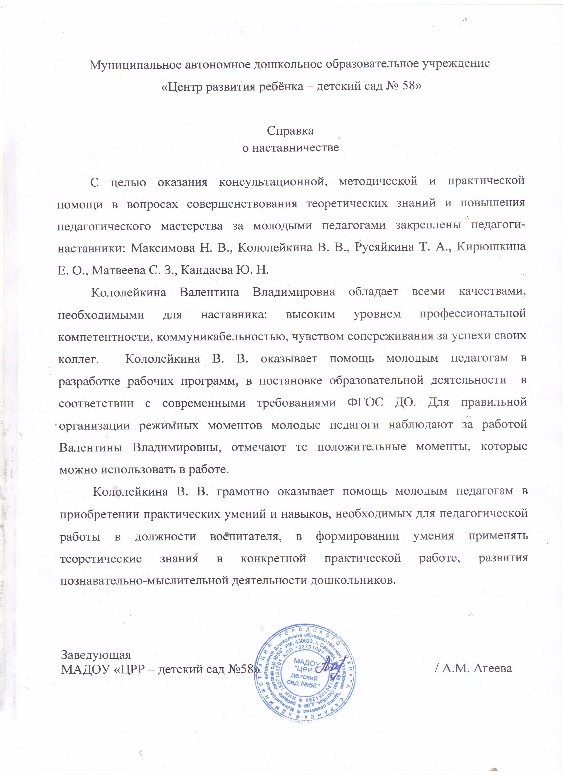 Муниципальное автономное дошкольное образовательное учреждение
«Центр развития ребёнка – детский сад № 58»
Справка
о наставничестве
С целью оказания консультационной, методической и практической
помощи в вопросах совершенствования теоретических знаний и повышения
педагогического мастерства за молодыми педагогами закреплены педагоги-
наставники: Максимова Н. В., Кололейкина В. В., Русяйкина Т. А., Кирюшкина
Е. О., Матвеева С. З., Кандаева Ю. Н.
Кололейкина Валентина Владимировна обладает всеми качествами,
необходимыми для наставника: высоким уровнем профессиональной
компетентности, коммуникабельностью, чувством сопереживания за успехи своих
коллег. Кололейкина В. В. оказывает помощь молодым педагогам в
разработке рабочих программ, в постановке образовательной деятельности в
соответствии с современными требованиями ФГОС ДО. Для правильной
организации режимных моментов молодые педагоги наблюдают за работой
Валентины Владимировны, отмечают те положительные моменты, которые
можно использовать в работе.
Кололейкина В. В. грамотно оказывает помощь молодым педагогам в
приобретении практических умений и навыков, необходимых для педагогической
работы в должности воспитателя, в формировании умения применять
теоретические знания в конкретной практической работе, развития
познавательно-мыслительной деятельности дошкольников.
Заведующая
МАДОУ «ЦРР – детский сад №58» / А.М. Агеева
МАДОУ
"ЦРР
детский
сад №58"